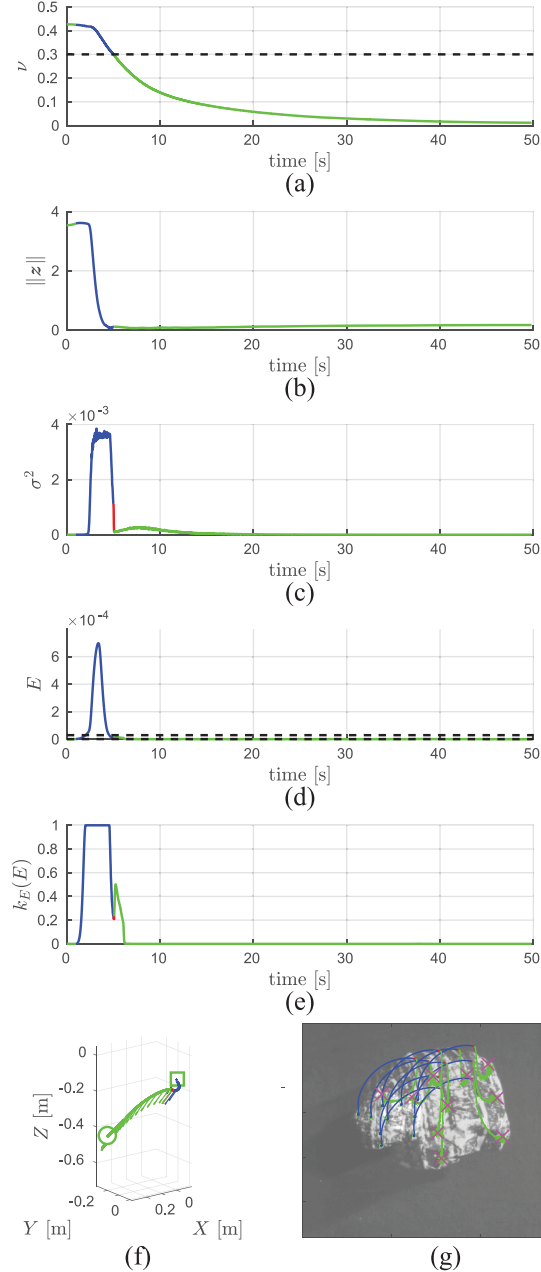 0.5
0.4
0.3
0.2
0.1
0
ν
0 10 20 30 40 50
time [s]
(a)
4
2
0
‖z‖
0 10 20 30 40 50
time [s]
(b)
×10⁻³
4
2
0
σ²
0 10 20 30 40 50
time [s]
(c)
×10⁻⁴
6
4
2
0
E
0 10 20 30 40 50
time [s]
(d)
1
0.8
0.6
0.4
0.2
0
k_E(E)
0 10 20 30 40 50
time [s]
(e)
0
-0.2
-0.4
-0.6
Z [m]
-0.2
0
0
0.2
Y [m]
X [m]
(f)
(g)